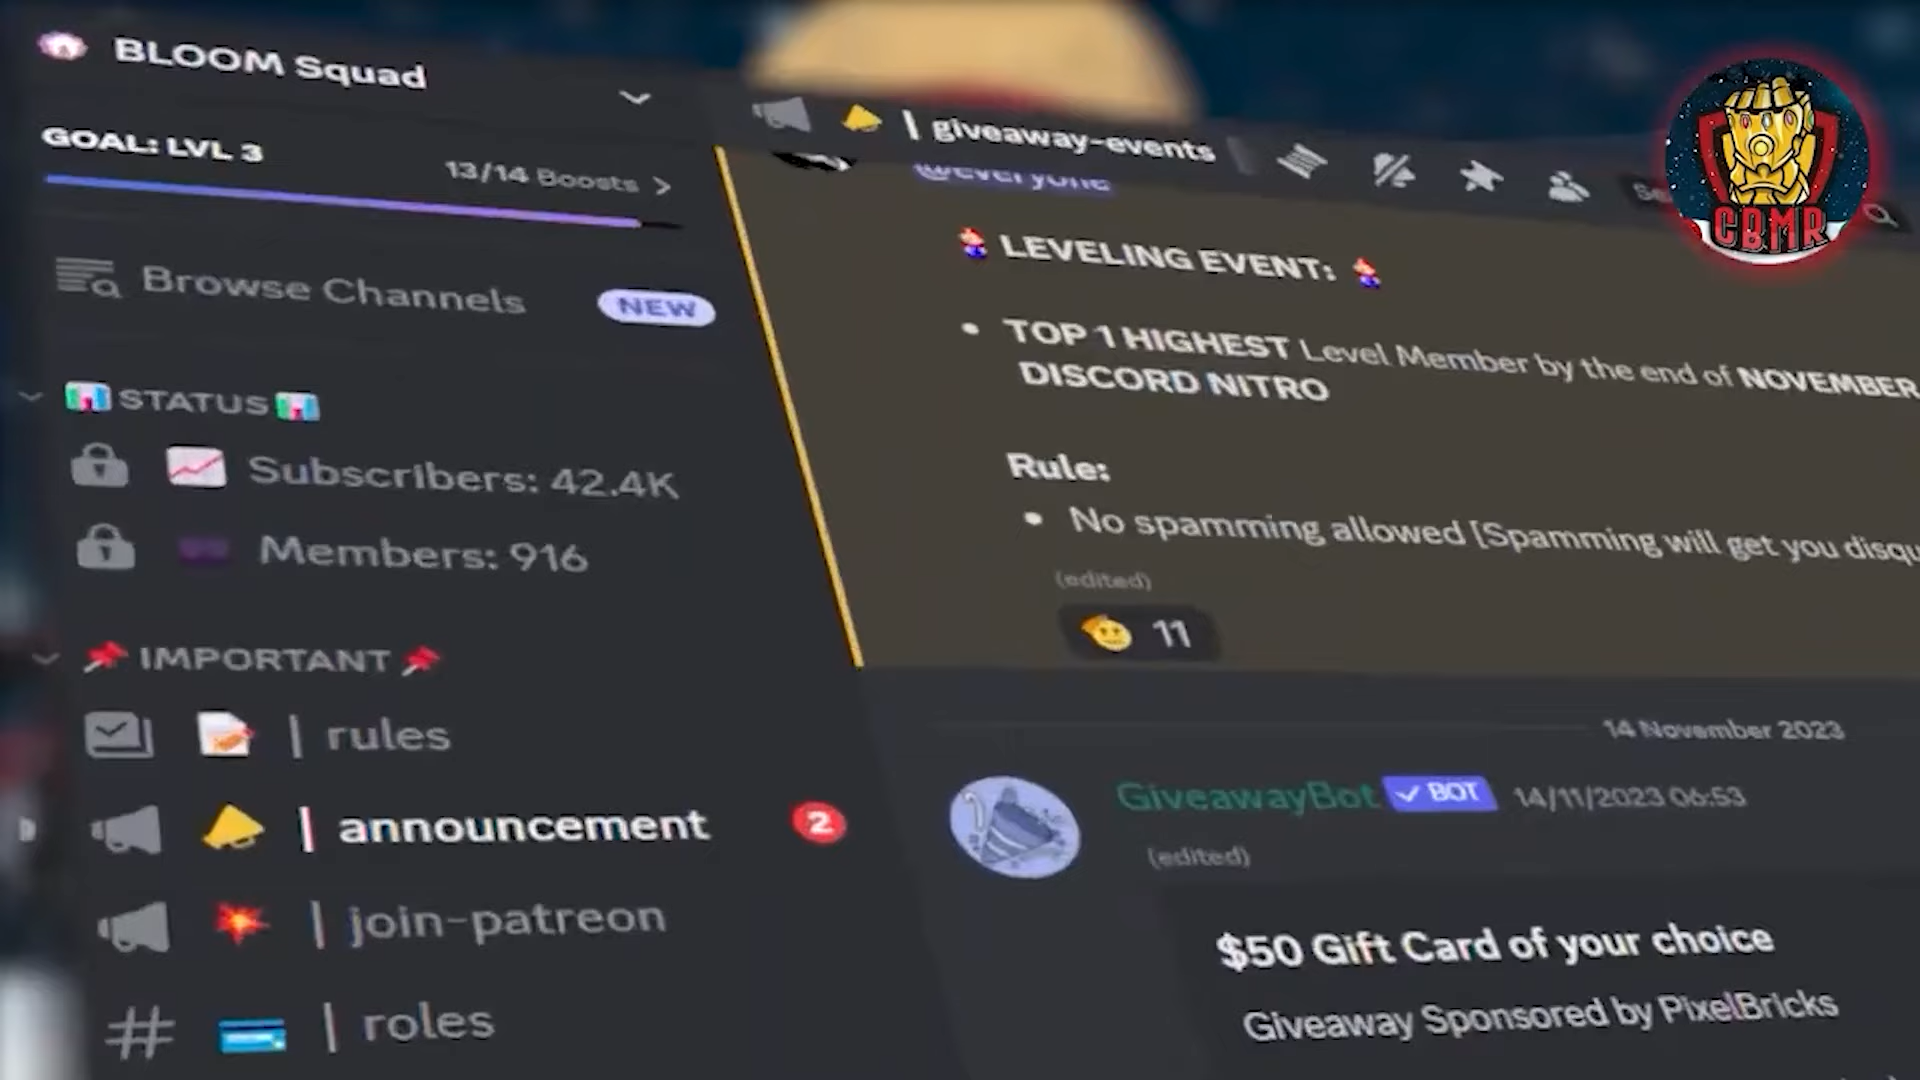 BLOOM Squad
GOAL: LVL 3
13/14 Boosts
Browse Channels
NEW
STATUS
Subscribers: 42.4K
Members: 916
IMPORTANT
| rules
| announcement
2
| join-patreon
| roles
| giveaway-events
@everyone
LEVELING EVENT:
• TOP 1 HIGHEST Level Member by the end of NOVEMBER
DISCORD NITRO
Rule:
• No spamming allowed [Spamming will get you disqu
(edited)
11
14 November 2023
GiveawayBot BOT 14/11/2023 06:53
(edited)
$50 Gift Card of your choice
Giveaway Sponsored by PixelBricks
CBMR